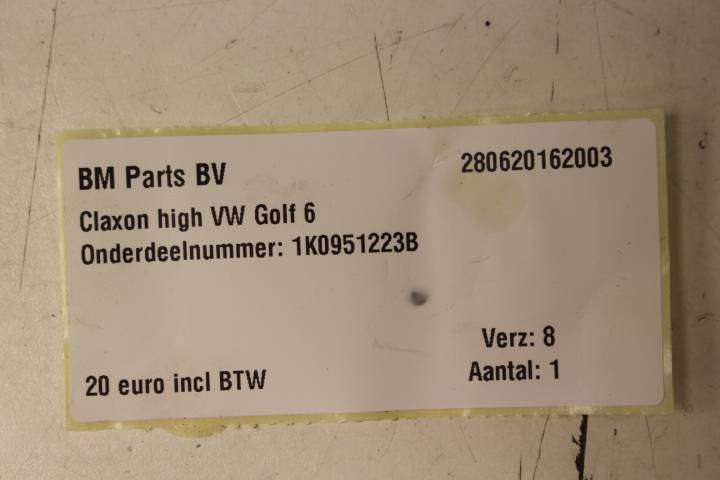 BM Parts BV
280620162003
Claxon high VW Golf 6
Onderdeelnummer: 1K0951223B
Verz: 8
20 euro incl BTW
Aantal: 1